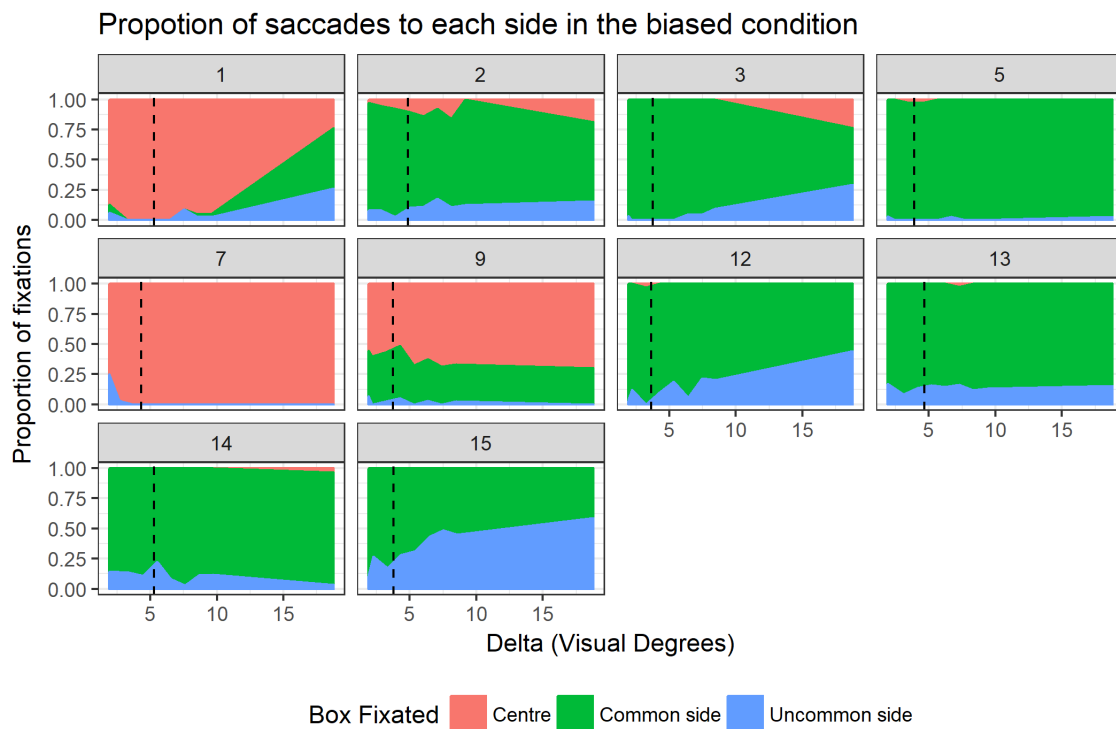 Propotion of saccades to each side in the biased condition
1 2 3 5
1.00
0.75
0.50
0.25
0.00
7 9 12 13
1.00
0.75
0.50
0.25
0.00
5 10 15 5 10 15
14 15
1.00
0.75
0.50
0.25
0.00
5 10 15 5 10 15
Proportion of fixations
Delta (Visual Degrees)
Box Fixated Centre Common side Uncommon side